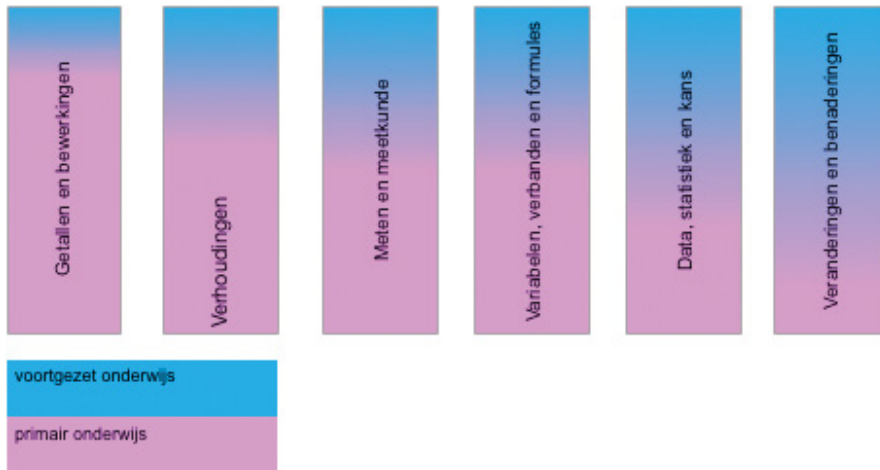 Getallen en bewerkingen
Verhoudingen
Meten en meetkunde
Variabelen, verbanden en formules
Data, statistiek en kans
Veranderingen en benaderingen
voortgezet onderwijs
primair onderwijs